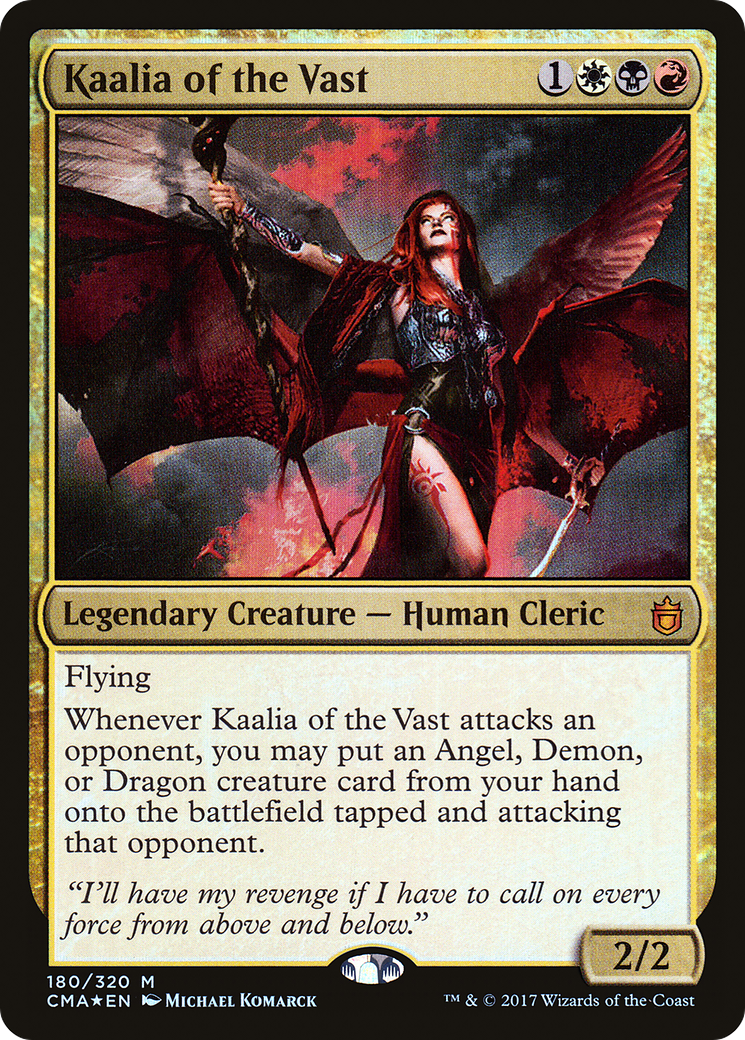 Kaalia of the Vast 1
Legendary Creature — Human Cleric
Flying
Whenever Kaalia of the Vast attacks an
opponent, you may put an Angel, Demon,
or Dragon creature card from your hand
onto the battlefield tapped and attacking
that opponent.
“I’ll have my revenge if I have to call on every
force from above and below.”
2/2
180/320 M
CMA★EN Michael Komarck
™ & © 2017 Wizards of the Coast